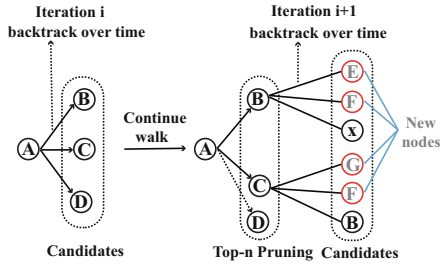 Iteration i
backtrack over time
Iteration i+1
backtrack over time
A
B
C
D
Candidates
Continue
walk
A
B
C
D
Top-n Pruning
E
F
x
G
F
B
Candidates
New
nodes